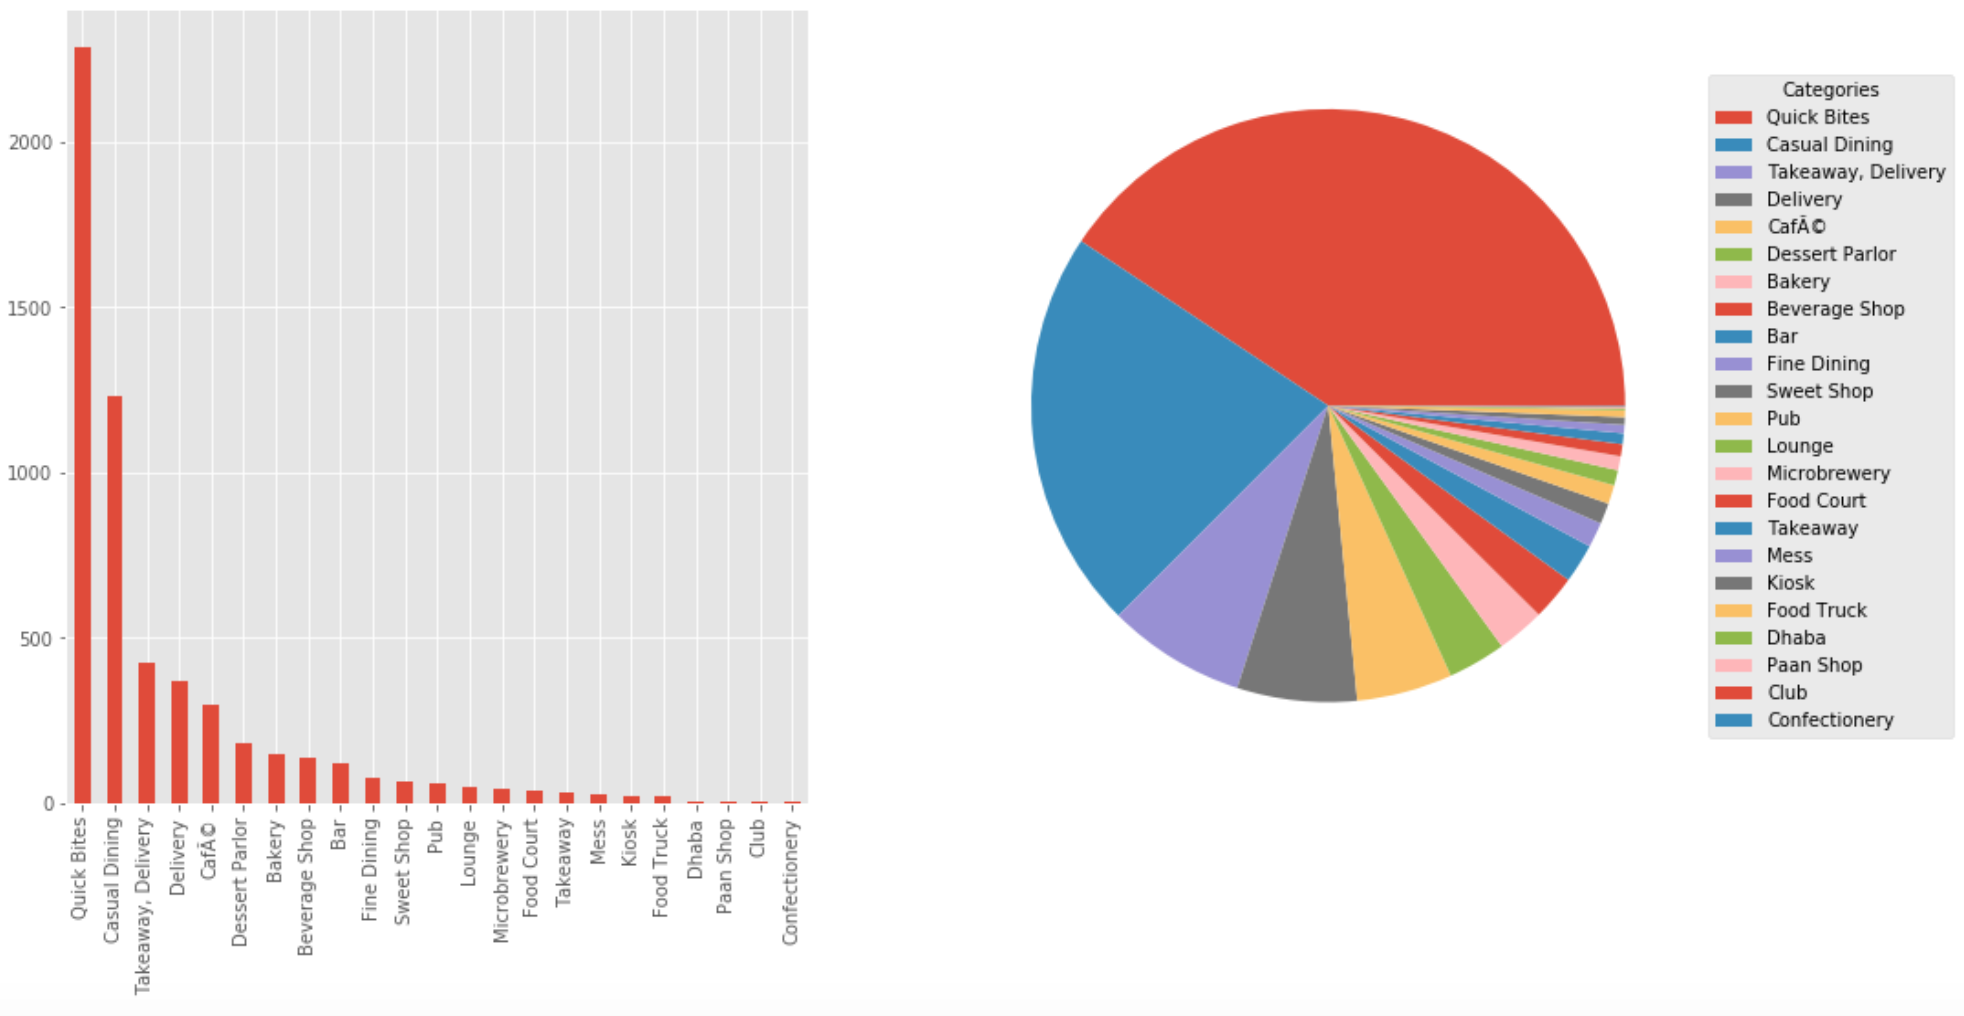 2000
1500
1000
500
0
Quick Bites
Casual Dining
Takeaway, Delivery
Delivery
CafÃ©
Dessert Parlor
Bakery
Beverage Shop
Bar
Fine Dining
Sweet Shop
Pub
Lounge
Microbrewery
Food Court
Takeaway
Mess
Kiosk
Food Truck
Dhaba
Paan Shop
Club
Confectionery
Categories
Quick Bites
Casual Dining
Takeaway, Delivery
Delivery
CafÃ©
Dessert Parlor
Bakery
Beverage Shop
Bar
Fine Dining
Sweet Shop
Pub
Lounge
Microbrewery
Food Court
Takeaway
Mess
Kiosk
Food Truck
Dhaba
Paan Shop
Club
Confectionery